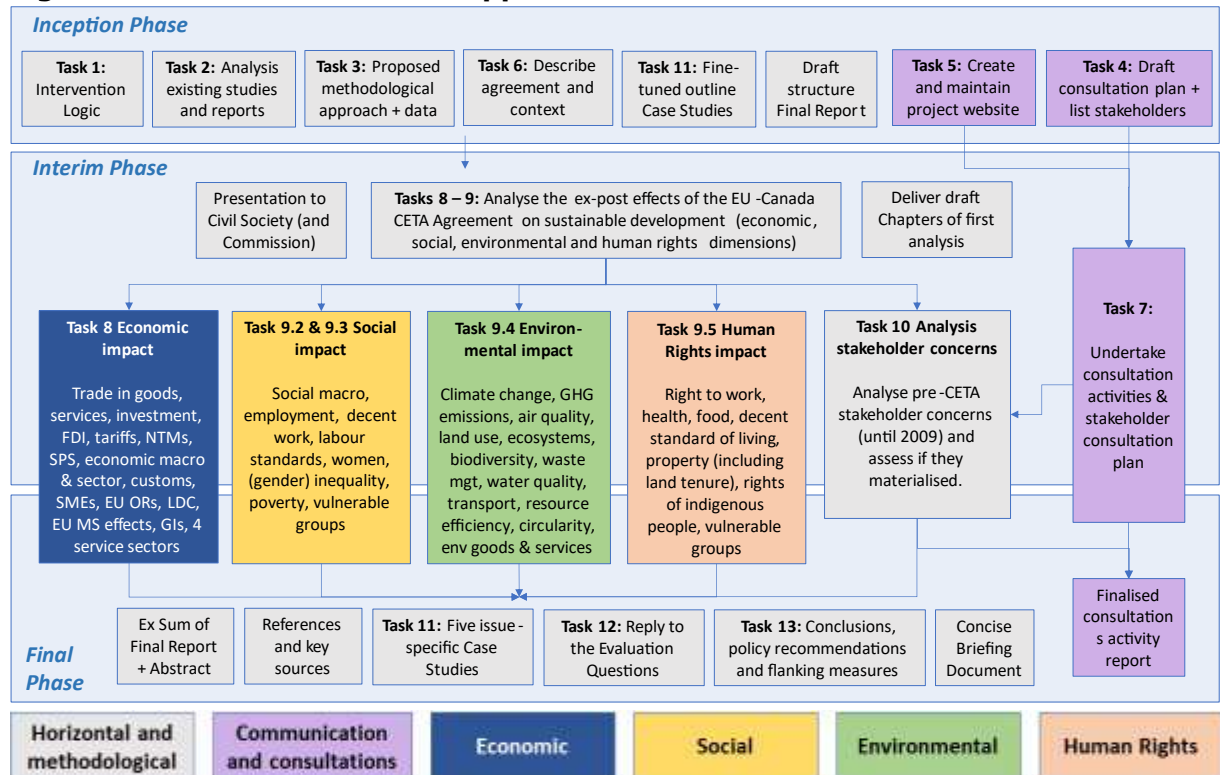 Inception Phase
Task 1:
Intervention
Logic
Task 2: Analysis
existing studies
and reports
Task 3: Proposed
methodological
approach + data
Task 6: Describe
agreement and
context
Task 11: Fine-
tuned outline
Case Studies
Draft
structure
Final Report
Task 5: Create
and maintain
project website
Task 4: Draft
consultation plan +
list stakeholders
Interim Phase
Presentation to
Civil Society (and
Commission)
Tasks 8 – 9: Analyse the ex-post effects of the EU -Canada
CETA Agreement on sustainable development (economic,
social, environmental and human rights dimensions)
Deliver draft
Chapters of first
analysis
Task 8 Economic
impact
Trade in goods,
services, investment,
FDI, tariffs, NTMs,
SPS, economic macro
& sector, customs,
SMEs, EU ORs, LDC,
EU MS effects, GIs, 4
service sectors
Task 9.2 & 9.3 Social
impact
Social macro,
employment, decent
work, labour
standards, women,
(gender) inequality,
poverty, vulnerable
groups
Task 9.4 Environ-
mental impact
Climate change, GHG
emissions, air quality,
land use, ecosystems,
biodiversity, waste
mgt, water quality,
transport, resource
efficiency, circularity,
env goods & services
Task 9.5 Human
Rights impact
Right to work,
health, food, decent
standard of living,
property (including
land tenure), rights
of indigenous
people, vulnerable
groups
Task 10 Analysis
stakeholder concerns
Analyse pre -CETA
stakeholder concerns
(until 2009) and
assess if they
materialised.
Task 7:
Undertake
consultation
activities &
stakeholder
consultation
plan
Final
Phase
Ex Sum of
Final Report
+ Abstract
References
and key
sources
Task 11: Five issue -
specific Case
Studies
Task 12: Reply to
the Evaluation
Questions
Task 13: Conclusions,
policy recommendations
and flanking measures
Concise
Briefing
Document
Finalised
consultation
s activity
report
Horizontal and
methodological
Communication
and consultations
Economic
Social
Environmental
Human Rights